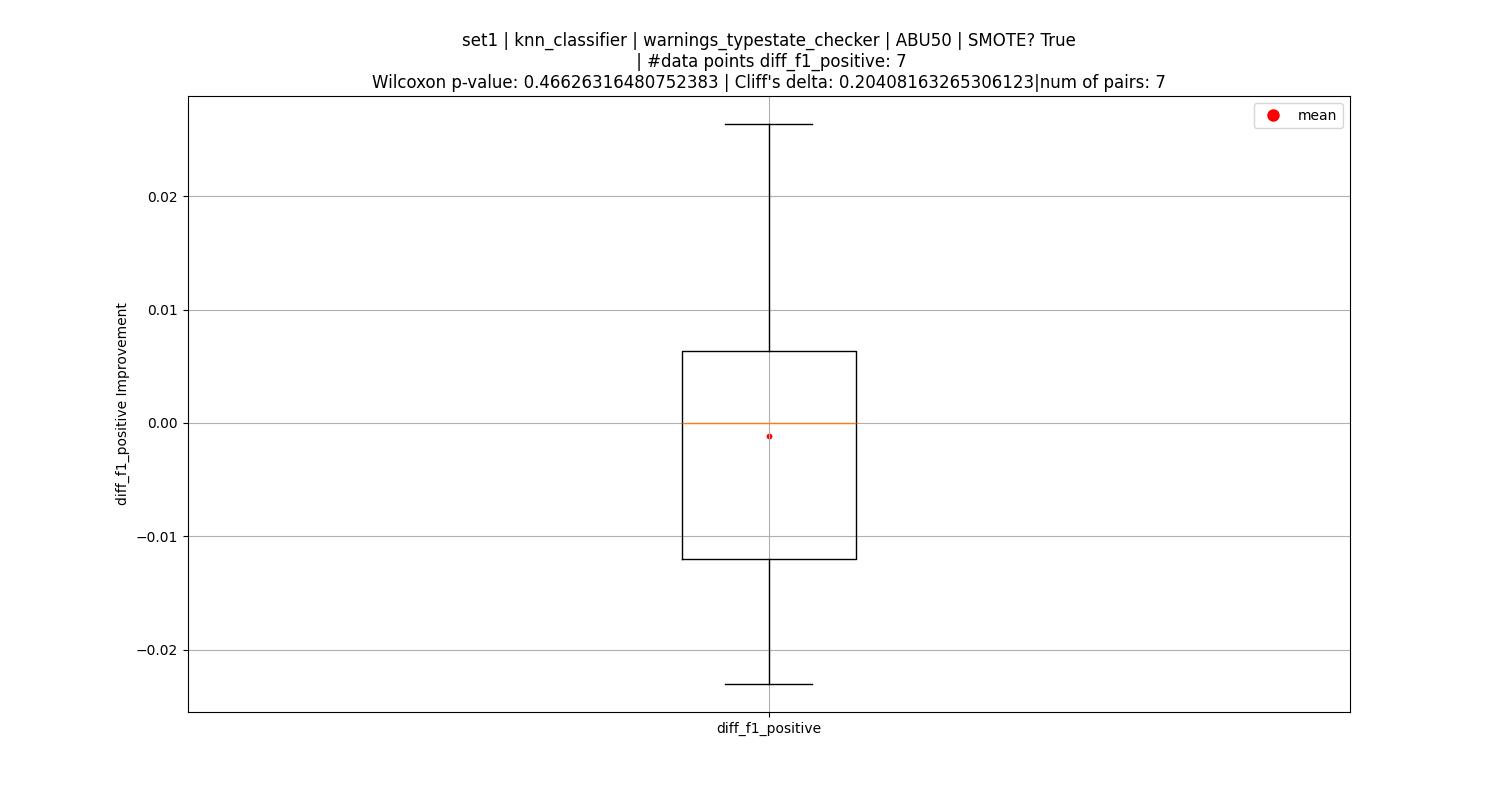 set1 | knn_classifier | warnings_typestate_checker | ABU50 | SMOTE? True
| #data points diff_f1_positive: 7
Wilcoxon p-value: 0.46626316480752383 | Cliff's delta: 0.20408163265306123|num of pairs: 7
mean
0.02
0.01
0.00
−0.01
−0.02
diff_f1_positive Improvement
diff_f1_positive